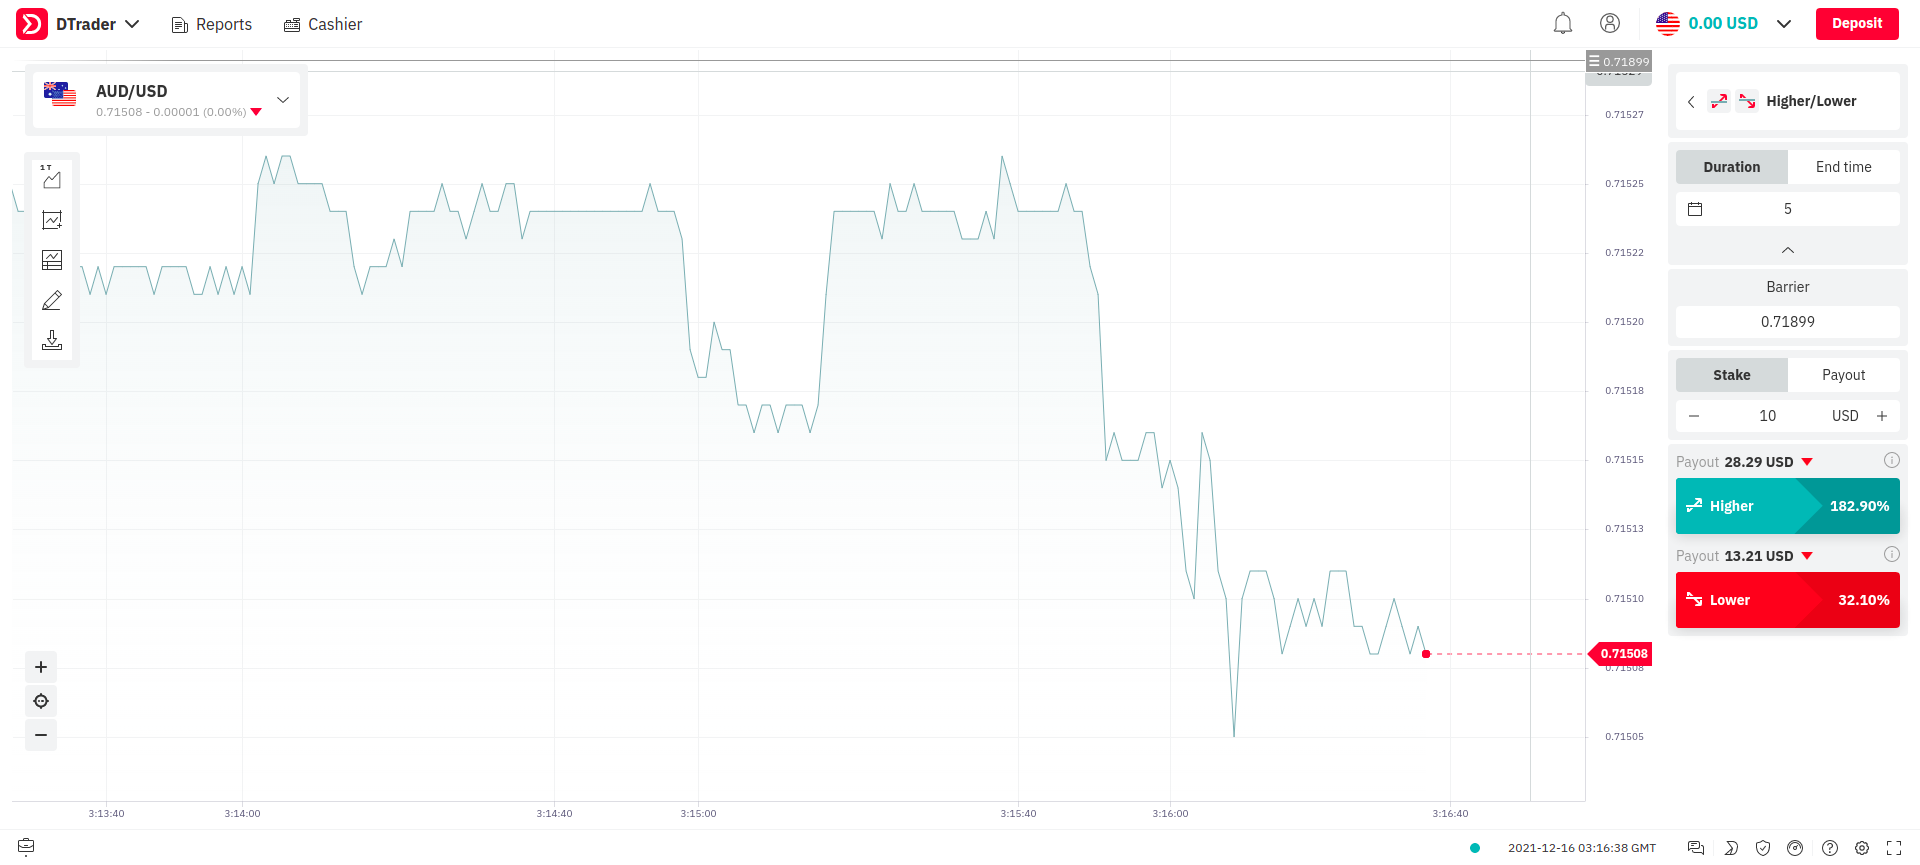 DTrader
Reports
Cashier
0.00 USD
Deposit
AUD/USD
0.71508 - 0.00001 (0.00%)
1 T
0.71899
0.71527
0.71525
0.71522
0.71520
0.71518
0.71515
0.71513
0.71510
0.71508
0.71508
0.71505
3:13:40
3:14:00
3:14:40
3:15:00
3:15:40
3:16:00
3:16:40
Higher/Lower
Duration
End time
5
Barrier
0.71899
Stake
Payout
10
USD
Payout 28.29 USD
Higher
182.90%
Payout 13.21 USD
Lower
32.10%
2021-12-16 03:16:38 GMT